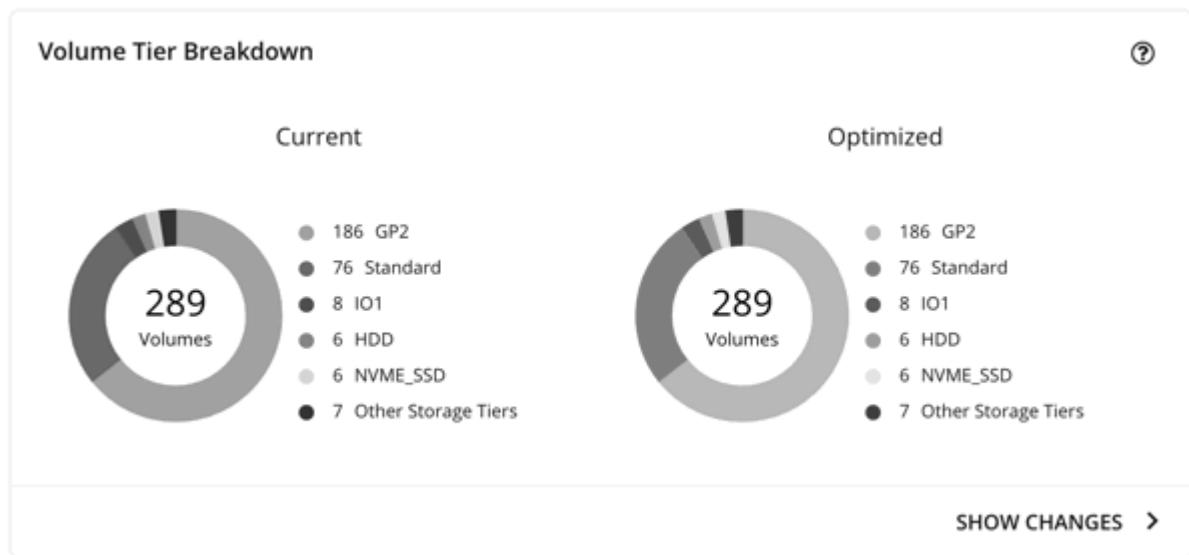 Volume Tier Breakdown
Current
289
Volumes
186 GP2
76 Standard
8 IO1
6 HDD
6 NVME_SSD
7 Other Storage Tiers
Optimized
289
Volumes
186 GP2
76 Standard
8 IO1
6 HDD
6 NVME_SSD
7 Other Storage Tiers
SHOW CHANGES